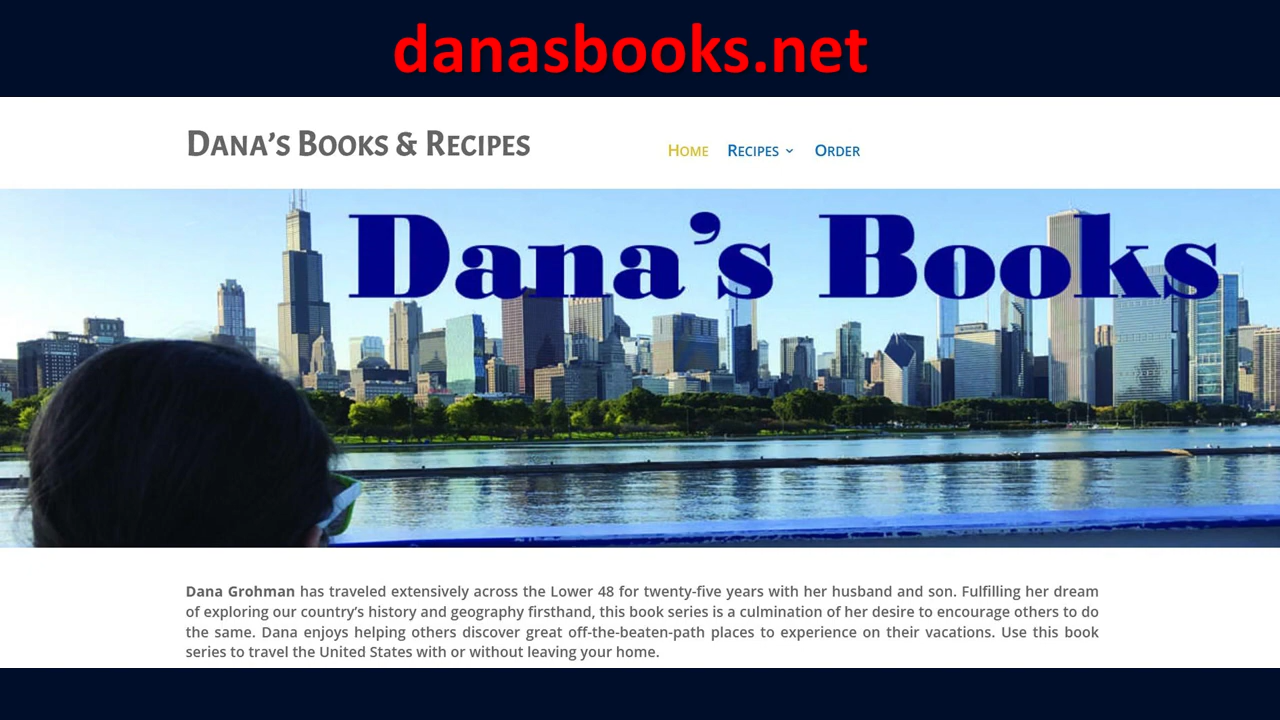 danasbooks.net
Dana's Books & Recipes
Home Recipes Order
Dana's Books
Dana Grohman has traveled extensively across the Lower 48 for twenty-five years with her husband and son. Fulfilling her dream
of exploring our country's history and geography firsthand, this book series is a culmination of her desire to encourage others to do
the same. Dana enjoys helping others discover great off-the-beaten-path places to experience on their vacations. Use this book
series to travel the United States with or without leaving your home.